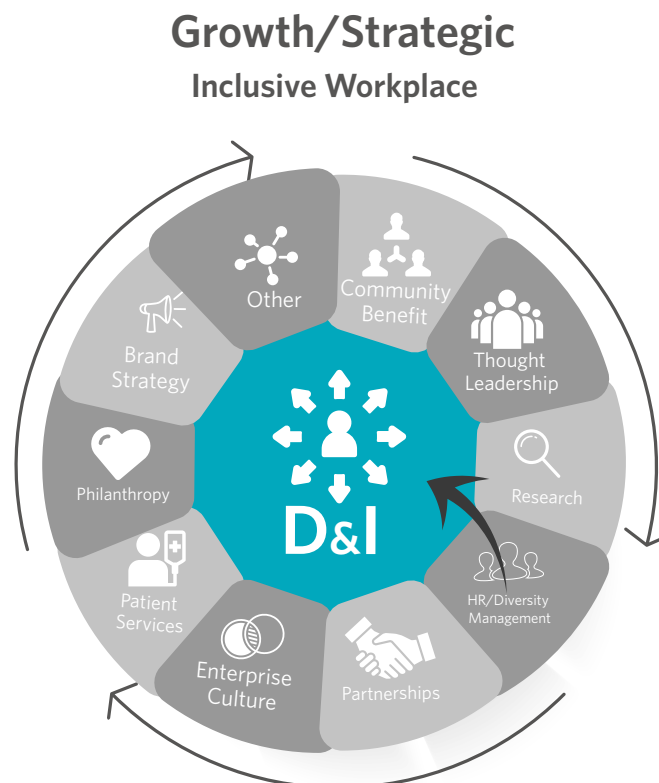 Growth/Strategic
Inclusive Workplace
Other
Community
Benefit
Thought
Leadership
Research
HR/Diversity
Management
Partnerships
Enterprise
Culture
Patient
Services
Philanthropy
Brand
Strategy
D&I